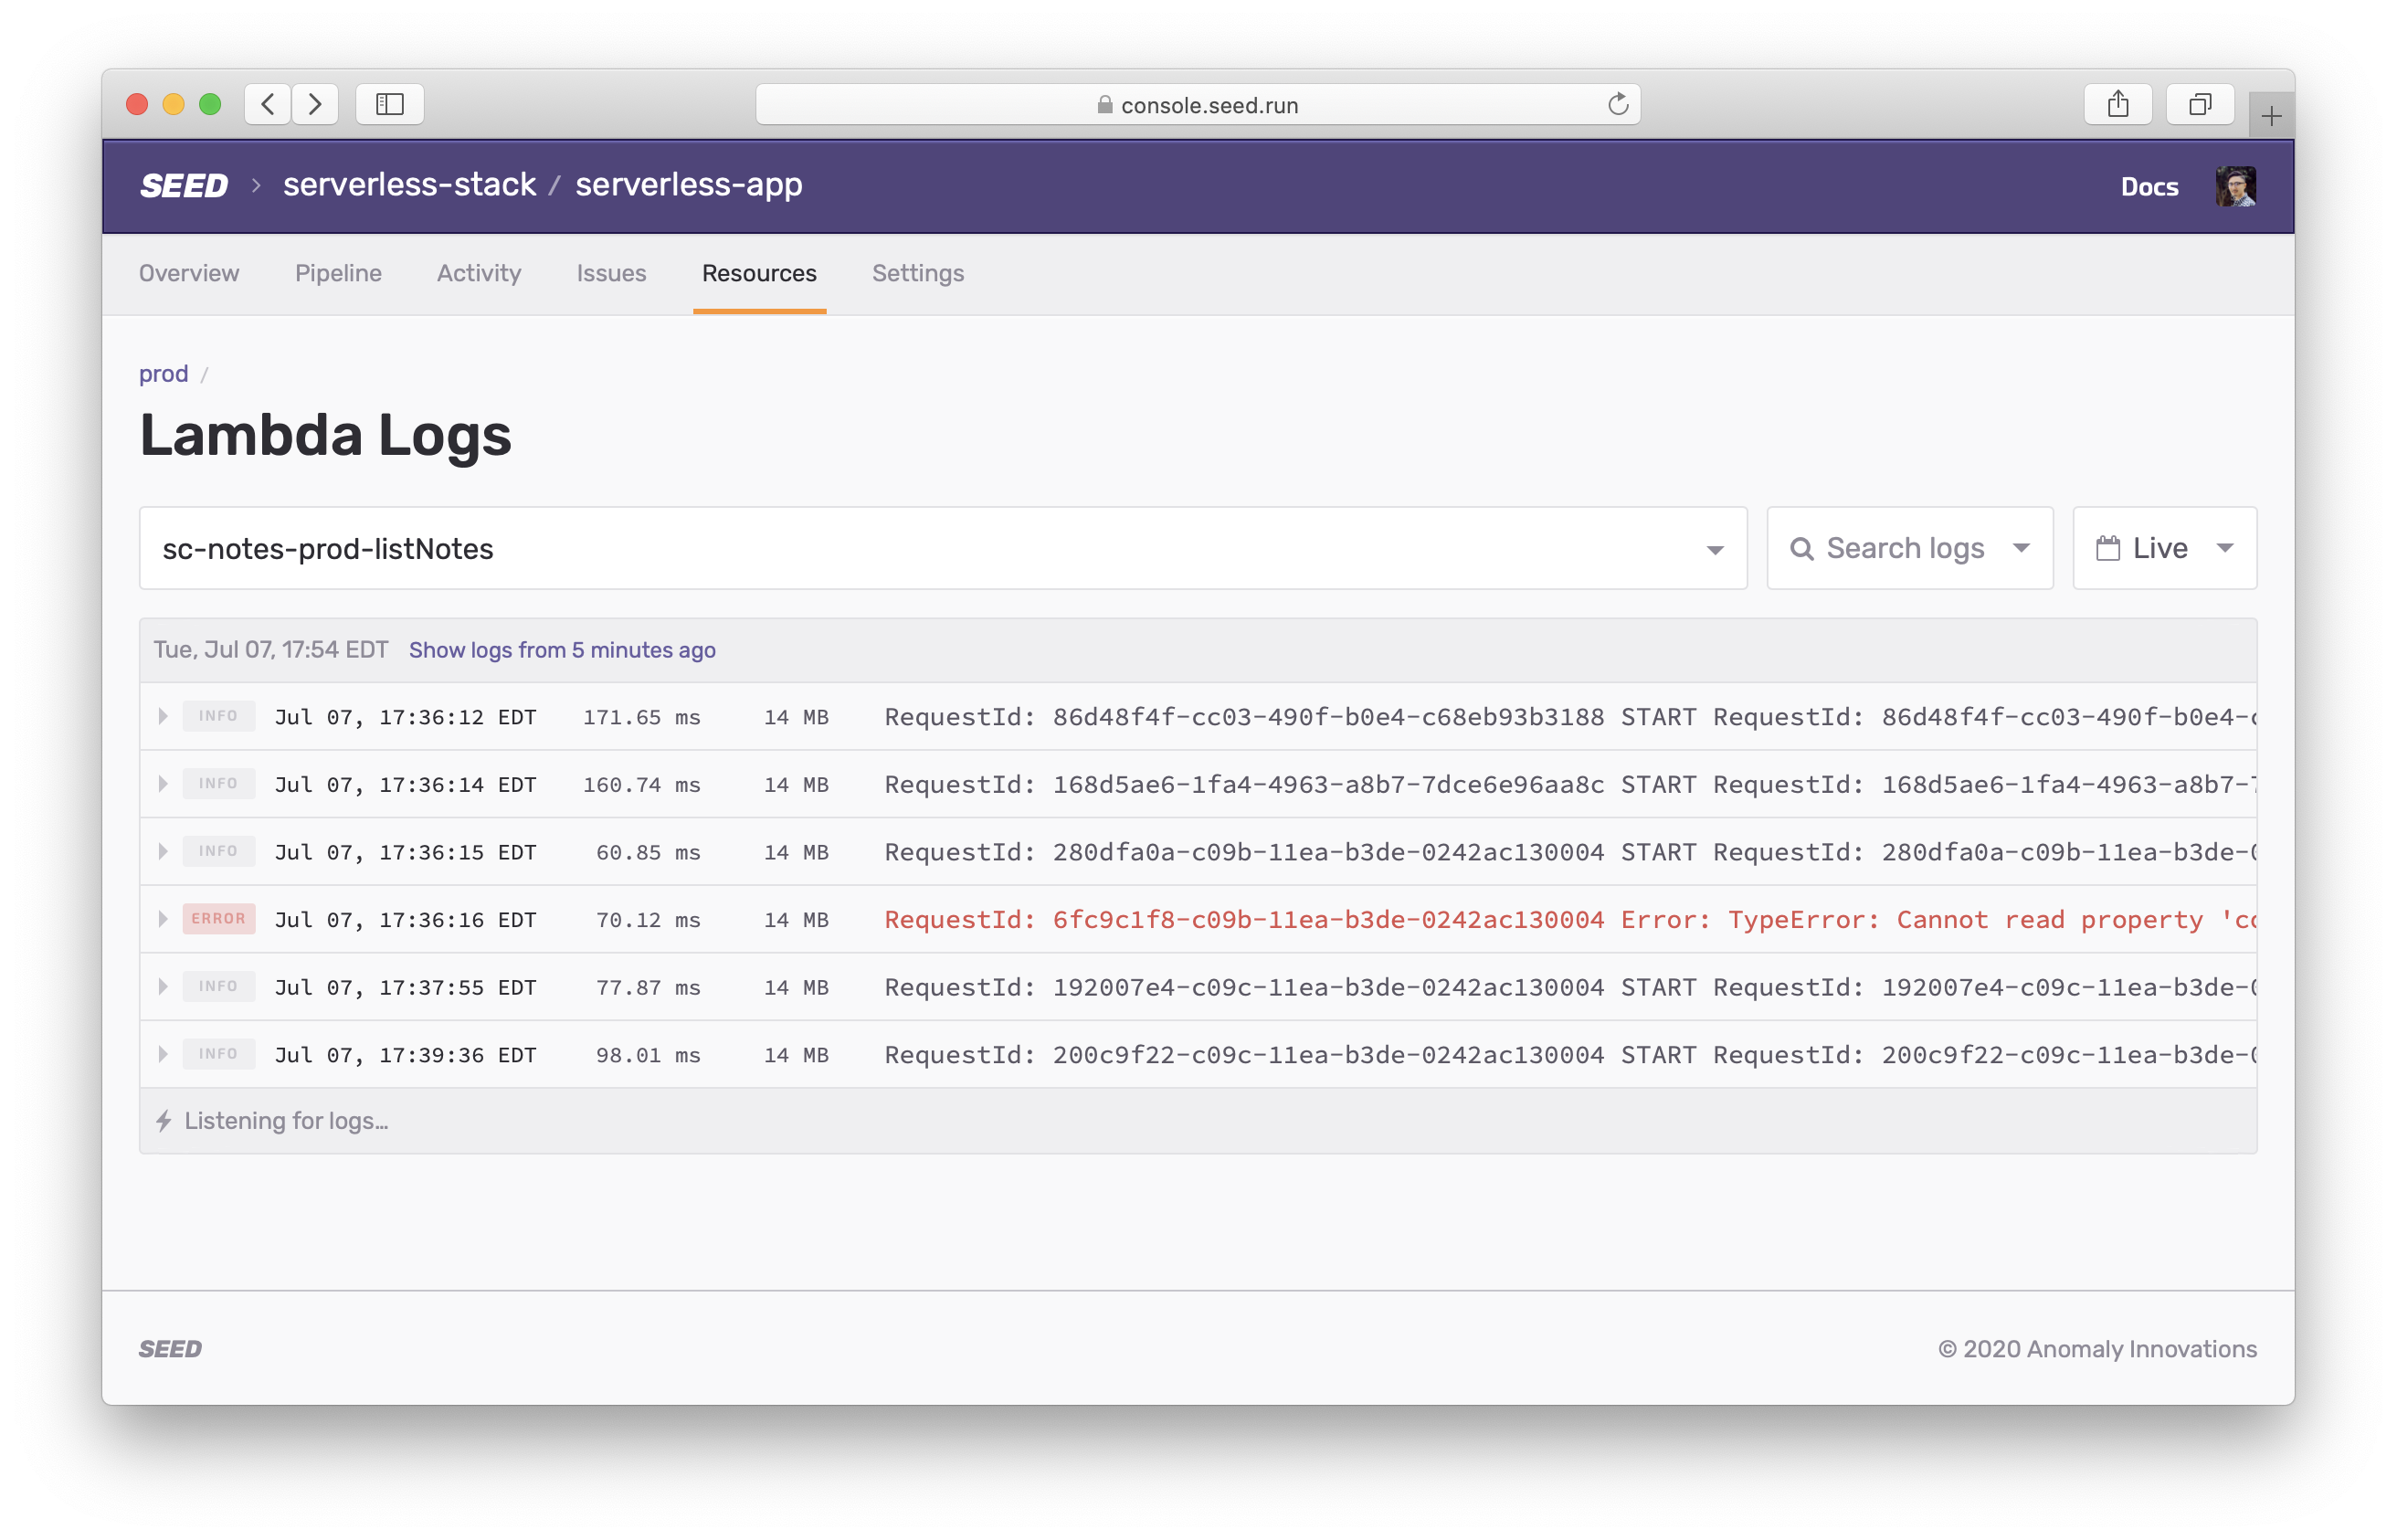 console.seed.run
SEED > serverless-stack / serverless-app Docs
Overview Pipeline Activity Issues Resources Settings
prod /
Lambda Logs
sc-notes-prod-listNotes Search logs Live
Tue, Jul 07, 17:54 EDT Show logs from 5 minutes ago
INFO Jul 07, 17:36:12 EDT 171.65 ms 14 MB RequestId: 86d48f4f-cc03-490f-b0e4-c68eb93b3188 START RequestId: 86d48f4f-cc03-490f-b0e4-c
INFO Jul 07, 17:36:14 EDT 160.74 ms 14 MB RequestId: 168d5ae6-1fa4-4963-a8b7-7dce6e96aa8c START RequestId: 168d5ae6-1fa4-4963-a8b7-7
INFO Jul 07, 17:36:15 EDT 60.85 ms 14 MB RequestId: 280dfa0a-c09b-11ea-b3de-0242ac130004 START RequestId: 280dfa0a-c09b-11ea-b3de-0
ERROR Jul 07, 17:36:16 EDT 70.12 ms 14 MB RequestId: 6fc9c1f8-c09b-11ea-b3de-0242ac130004 Error: TypeError: Cannot read property 'co
INFO Jul 07, 17:37:55 EDT 77.87 ms 14 MB RequestId: 192007e4-c09c-11ea-b3de-0242ac130004 START RequestId: 192007e4-c09c-11ea-b3de-0
INFO Jul 07, 17:39:36 EDT 98.01 ms 14 MB RequestId: 200c9f22-c09c-11ea-b3de-0242ac130004 START RequestId: 200c9f22-c09c-11ea-b3de-0
Listening for logs...
SEED © 2020 Anomaly Innovations